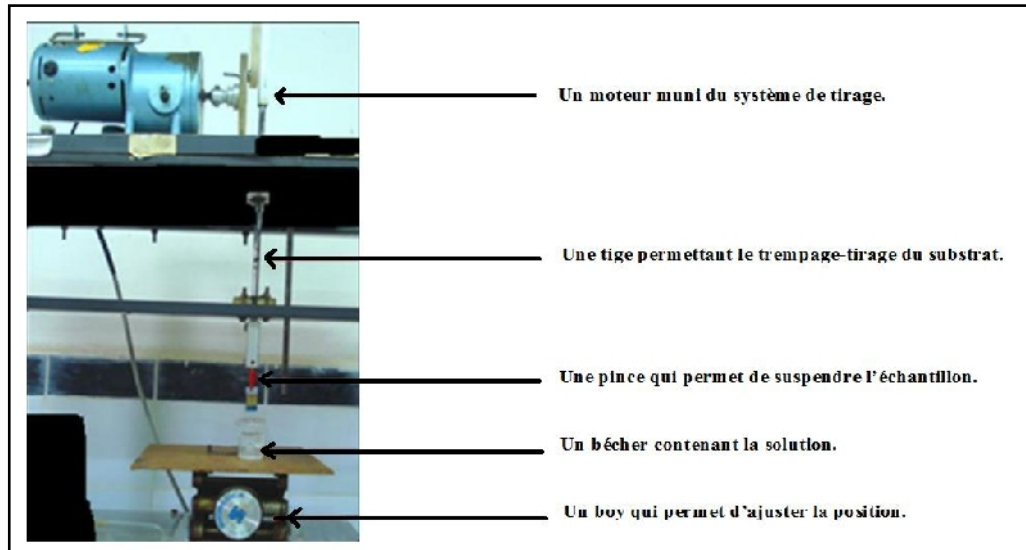 Un moteur muni du système de tirage.
Une tige permettant le trempage-tirage du substrat.
Une pince qui permet de suspendre l'échantillon.
Un bécher contenant la solution.
Un boy qui permet d'ajuster la position.